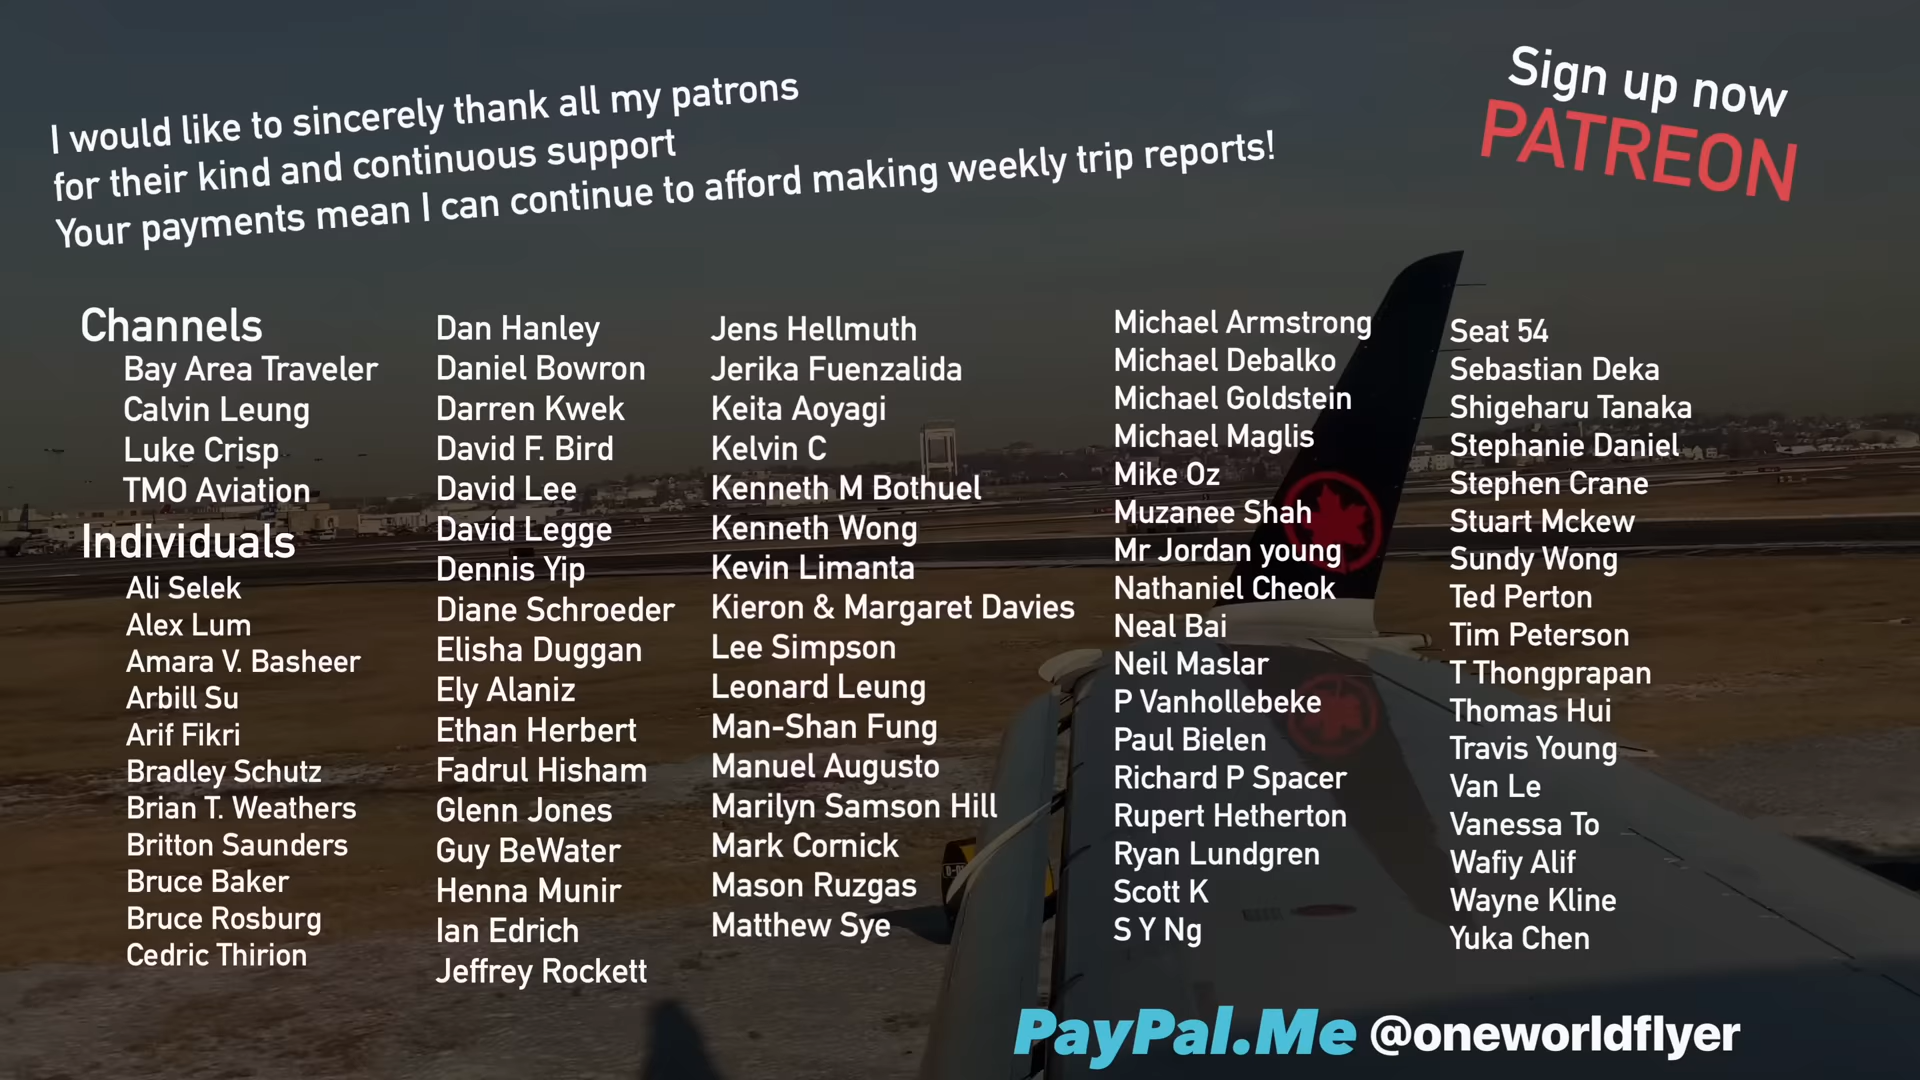 I would like to sincerely thank all my patrons
for their kind and continuous support
Your payments mean I can continue to afford making weekly trip reports!
Sign up now
PATREON
Channels
Bay Area Traveler
Calvin Leung
Luke Crisp
TMO Aviation
Individuals
Ali Selek
Alex Lum
Amara V. Basheer
Arbill Su
Arif Fikri
Bradley Schutz
Brian T. Weathers
Britton Saunders
Bruce Baker
Bruce Rosburg
Cedric Thirion
Dan Hanley
Daniel Bowron
Darren Kwek
David F. Bird
David Lee
David Legge
Dennis Yip
Diane Schroeder
Elisha Duggan
Ely Alaniz
Ethan Herbert
Fadrul Hisham
Glenn Jones
Guy BeWater
Henna Munir
Ian Edrich
Jeffrey Rockett
Jens Hellmuth
Jerika Fuenzalida
Keita Aoyagi
Kelvin C
Kenneth M Bothuel
Kenneth Wong
Kevin Limanta
Kieron & Margaret Davies
Lee Simpson
Leonard Leung
Man-Shan Fung
Manuel Augusto
Marilyn Samson Hill
Mark Cornick
Mason Ruzgas
Matthew Sye
Michael Armstrong
Michael Debalko
Michael Goldstein
Michael Maglis
Mike Oz
Muzanee Shah
Mr Jordan young
Nathaniel Cheok
Neal Bai
Neil Maslar
P Vanhollebeke
Paul Bielen
Richard P Spacer
Rupert Hetherton
Ryan Lundgren
Scott K
S Y Ng
Seat 54
Sebastian Deka
Shigeharu Tanaka
Stephanie Daniel
Stephen Crane
Stuart Mckew
Sundy Wong
Ted Perton
Tim Peterson
T Thongprapan
Thomas Hui
Travis Young
Van Le
Vanessa To
Wafiy Alif
Wayne Kline
Yuka Chen
PayPal.Me @oneworldflyer